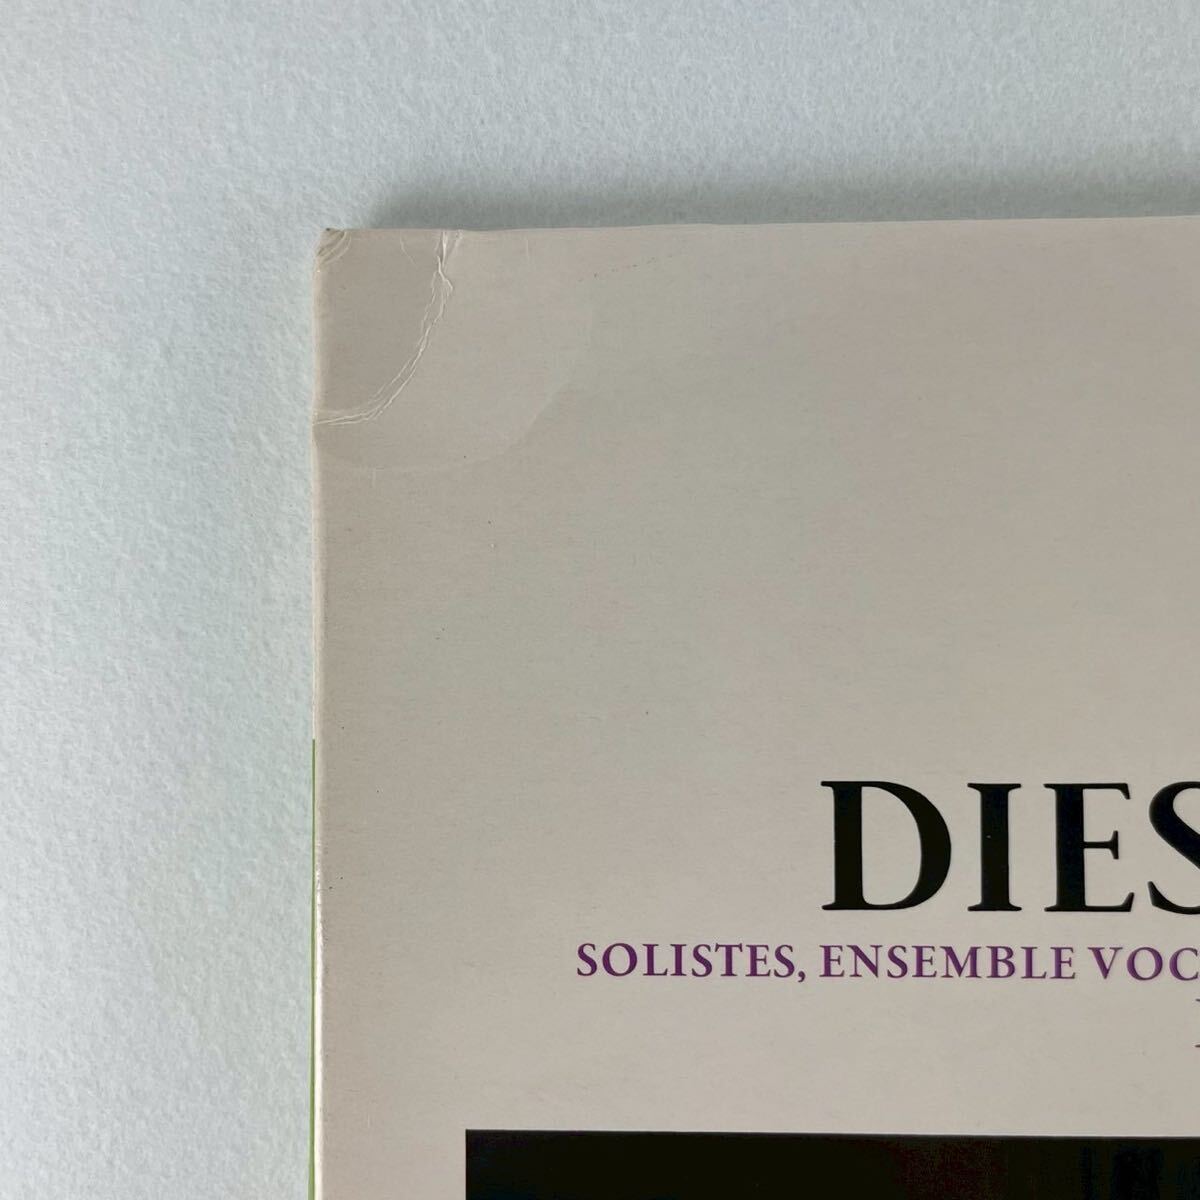 DIES
SOLISTES, ENSEMBLE VOC